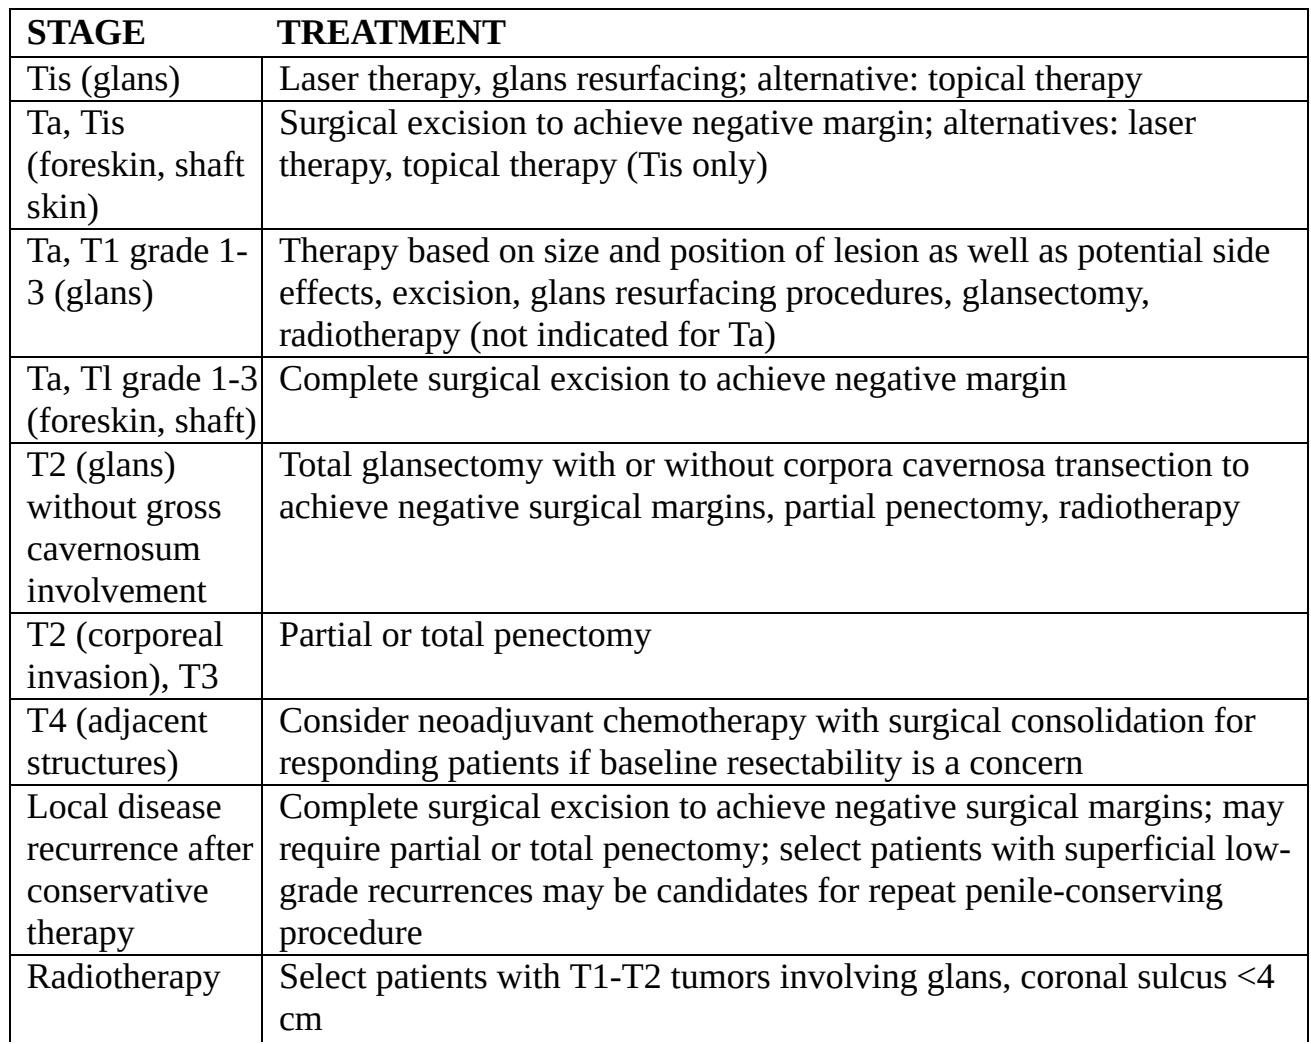 STAGE TREATMENT
Tis (glans) Laser therapy, glans resurfacing; alternative: topical therapy
Ta, Tis Surgical excision to achieve negative margin; alternatives: laser
(foreskin, shaft therapy, topical therapy (Tis only)
skin)
Ta, T1 grade 1- Therapy based on size and position of lesion as well as potential side
3 (glans) effects, excision, glans resurfacing procedures, glansectomy,
radiotherapy (not indicated for Ta)
Ta, Tl grade 1-3 Complete surgical excision to achieve negative margin
(foreskin, shaft)
T2 (glans) Total glansectomy with or without corpora cavernosa transection to
without gross achieve negative surgical margins, partial penectomy, radiotherapy
cavernosum
involvement
T2 (corporeal Partial or total penectomy
invasion), T3
T4 (adjacent Consider neoadjuvant chemotherapy with surgical consolidation for
structures) responding patients if baseline resectability is a concern
Local disease Complete surgical excision to achieve negative surgical margins; may
recurrence after require partial or total penectomy; select patients with superficial low-
conservative grade recurrences may be candidates for repeat penile-conserving
therapy procedure
Radiotherapy Select patients with T1-T2 tumors involving glans, coronal sulcus <4
cm